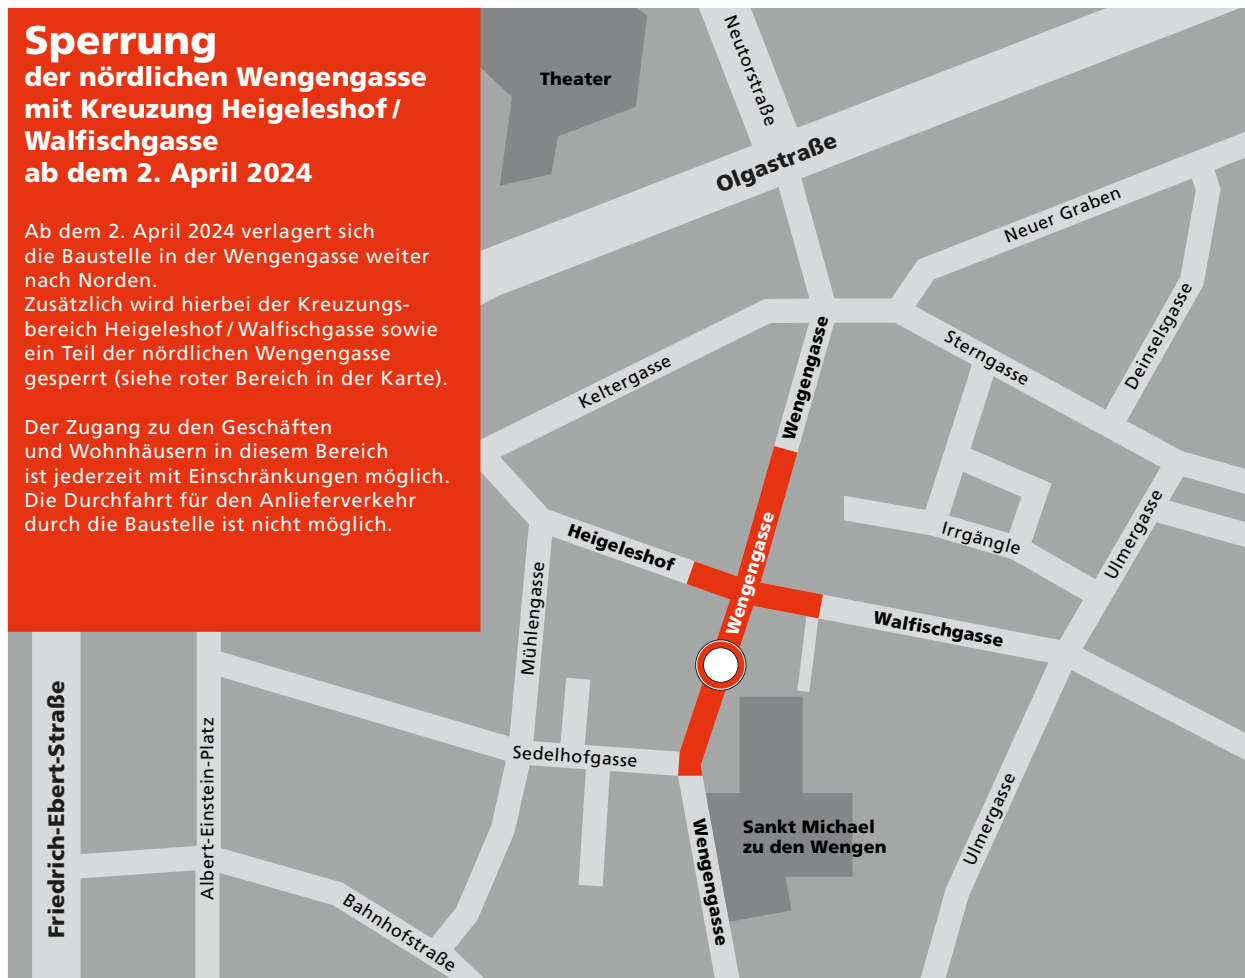 Sperrung
der nördlichen Wengengasse
mit Kreuzung Heigeleshof /
Walfischgasse
ab dem 2. April 2024
Ab dem 2. April 2024 verlagert sich
die Baustelle in der Wengengasse weiter
nach Norden.
Zusätzlich wird hierbei der Kreuzungs-
bereich Heigeleshof / Walfischgasse sowie
ein Teil der nördlichen Wengengasse
gesperrt (siehe roter Bereich in der Karte).
Der Zugang zu den Geschäften
und Wohnhäusern in diesem Bereich
ist jederzeit mit Einschränkungen möglich.
Die Durchfahrt für den Anlieferverkehr
durch die Baustelle ist nicht möglich.
Theater
Neutorstraße
Olgastraße
Neuer Graben
Deinselsgasse
Sterngasse
Keltergasse
Wengengasse
Wengengasse
Heigeleshof
Irrgängle
Ulmergasse
Walfischgasse
Mühlengasse
Sedelhofgasse
Friedrich-Ebert-Straße
Albert-Einstein-Platz
Bahnhofstraße
Wengengasse
Sankt Michael
zu den Wengen
Ulmergasse